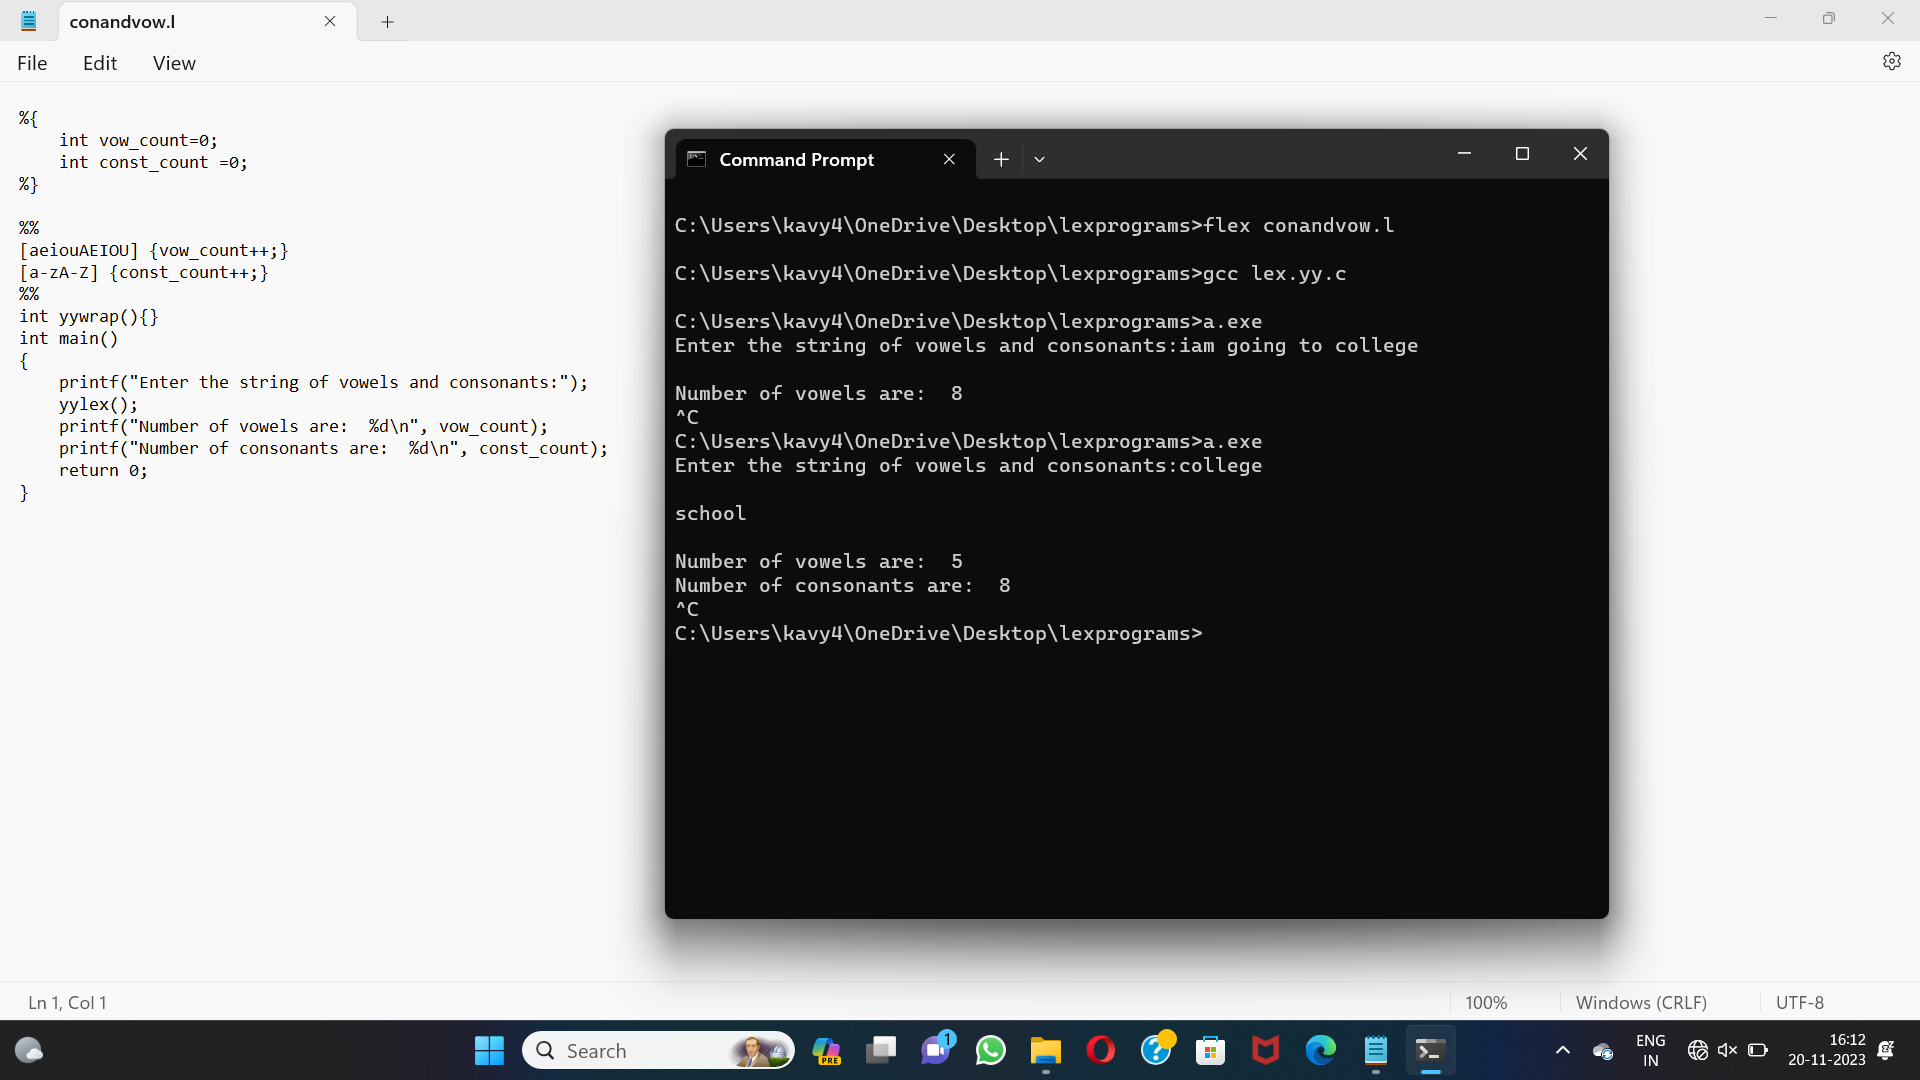 conandvow.l
File Edit View
%{
    int vow_count=0;
    int const_count =0;
%}
%%
[aeiouAEIOU] {vow_count++;}
[a-zA-Z] {const_count++;}
%%
int yywrap(){}
int main()
{
    printf("Enter the string of vowels and consonants:");
    yylex();
    printf("Number of vowels are:  %d\n", vow_count);
    printf("Number of consonants are:  %d\n", const_count);
    return 0;
}
Command Prompt
C:\Users\kavy4\OneDrive\Desktop\lexprograms>flex conandvow.l
C:\Users\kavy4\OneDrive\Desktop\lexprograms>gcc lex.yy.c
C:\Users\kavy4\OneDrive\Desktop\lexprograms>a.exe
Enter the string of vowels and consonants:iam going to college
Number of vowels are:  8
^C
C:\Users\kavy4\OneDrive\Desktop\lexprograms>a.exe
Enter the string of vowels and consonants:college
school
Number of vowels are:  5
Number of consonants are:  8
^C
C:\Users\kavy4\OneDrive\Desktop\lexprograms>
Ln 1, Col 1 100% Windows (CRLF) UTF-8
Search
PRE
1
ENG
IN
16:12
20-11-2023